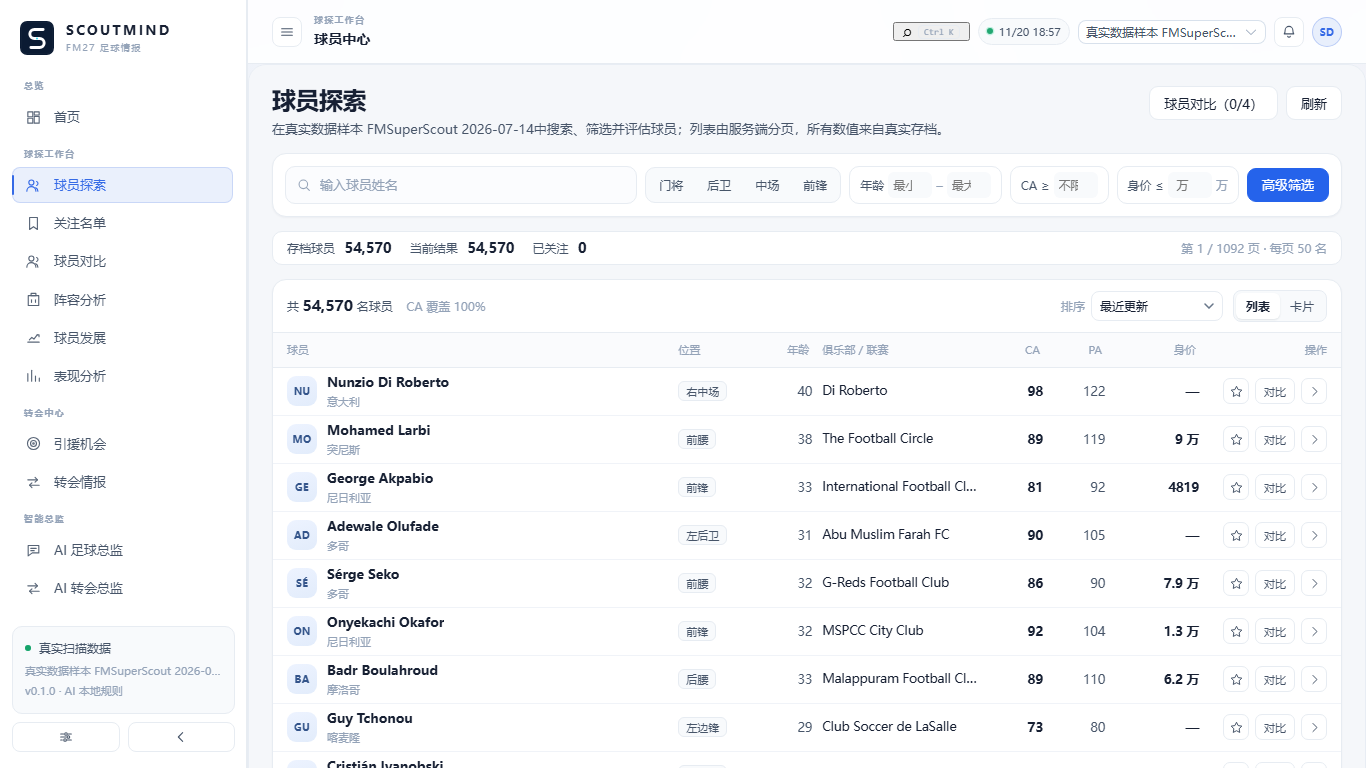 SCOUTMIND
FM27 足球情报
总览
首页
球探工作台
球员探索
关注名单
球员对比
阵容分析
球员发展
表现分析
转会中心
引援机会
转会情报
智能总监
AI 足球总监
AI 转会总监
真实扫描数据
真实数据样本 FMSuperScout 2026-0...
v0.1.0 · AI 本地规则
球探工作台
球员中心
Ctrl K
11/20 18:57
真实数据样本 FMSuperSc...
SD
球员探索
在真实数据样本 FMSuperScout 2026-07-14中搜索、筛选并评估球员；列表由服务端分页，所有数值来自真实存档。
球员对比（0/4）
刷新
输入球员姓名
门将 后卫 中场 前锋
年龄 最小 – 最大
CA ≥ 不限
身价 ≤ 万 万
高级筛选
存档球员 54,570 当前结果 54,570 已关注 0
第 1 / 1092 页 · 每页 50 名
共 54,570 名球员 CA 覆盖 100%
排序 最近更新 列表 卡片
球员 位置 年龄 俱乐部 / 联赛 CA PA 身价 操作
NU Nunzio Di Roberto 右中场 40 Di Roberto 98 122 — 对比
意大利
MO Mohamed Larbi 前腰 38 The Football Circle 89 119 9 万 对比
突尼斯
GE George Akpabio 前锋 33 International Football Cl... 81 92 4819 对比
尼日利亚
AD Adewale Olufade 左后卫 31 Abu Muslim Farah FC 90 105 — 对比
多哥
SÉ Sérge Seko 前腰 32 G-Reds Football Club 86 90 7.9 万 对比
多哥
ON Onyekachi Okafor 前锋 32 MSPCC City Club 92 104 1.3 万 对比
尼日利亚
BA Badr Boulahroud 后腰 33 Malappuram Football Cl... 89 110 6.2 万 对比
摩洛哥
GU Guy Tchonou 左边锋 29 Club Soccer de LaSalle 73 80 — 对比
喀麦隆
Cristián Ivanobski